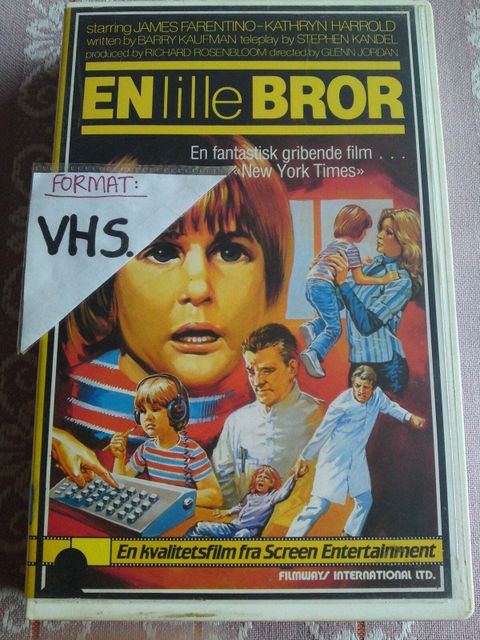 starring JAMES FARENTINO-KATHRYN HARROLD
written by BARRY KAUFMAN teleplay by STEPHEN KANDEL
produced by RICHARD ROSENBLOOM directed by GLENN JORDAN
EN lille BROR
En fantastisk gribende film . . .
«New York Times»
FORMAT:
VHS.
En kvalitetsfilm fra Screen Entertainment
FILMWAYS INTERNATIONAL LTD.